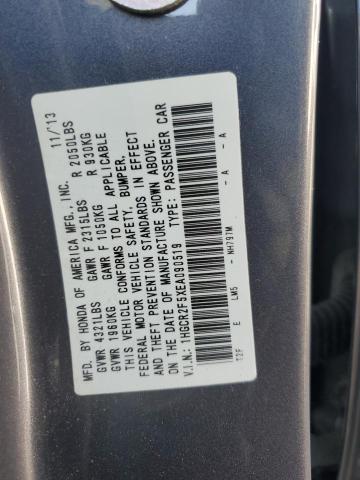 MFD. BY HONDA OF AMERICA MFG., INC. 11/'13
GVWR 4321LBS GAWR F 2315LBS R 2050LBS
GVWR 1960KG GAWR F 1050KG R 930KG
THIS VEHICLE CONFORMS TO ALL APPLICABLE
FEDERAL MOTOR VEHICLE SAFETY, BUMPER,
AND THEFT PREVENTION STANDARDS IN EFFECT
ON THE DATE OF MANUFACTURE SHOWN ABOVE.
V.I.N.: 1HGCR2F5XEA090519 TYPE: PASSENGER CAR
T2F E LM5 - NH797M - A - A